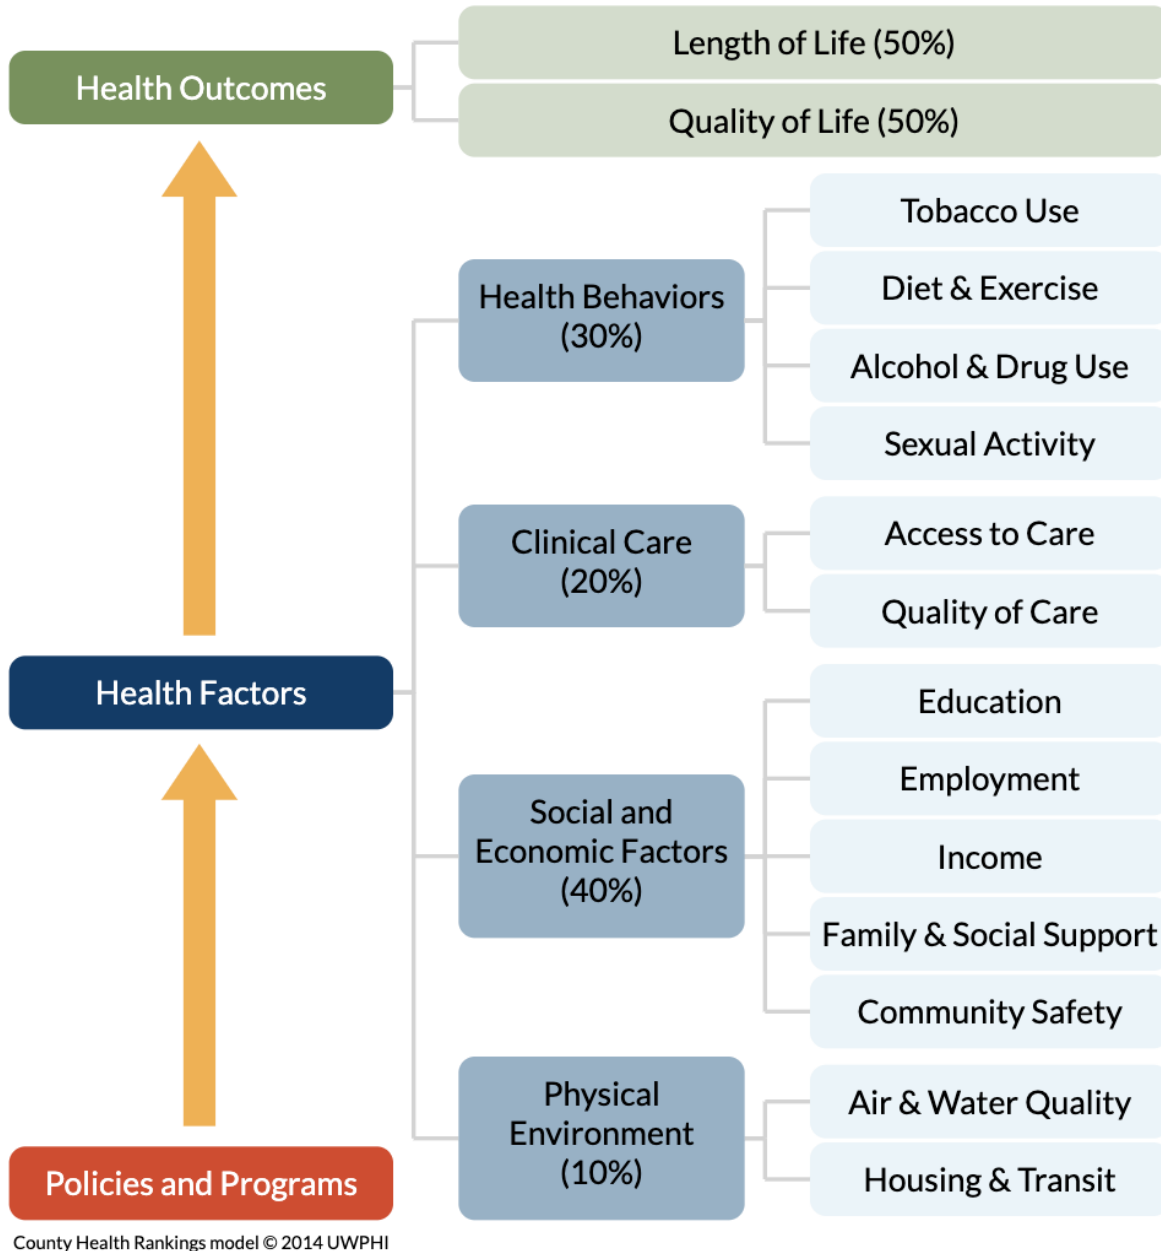 Health Outcomes
Length of Life (50%)
Quality of Life (50%)
Health Factors
Health Behaviors
(30%)
Tobacco Use
Diet & Exercise
Alcohol & Drug Use
Sexual Activity
Clinical Care
(20%)
Access to Care
Quality of Care
Social and
Economic Factors
(40%)
Education
Employment
Income
Family & Social Support
Community Safety
Physical
Environment
(10%)
Air & Water Quality
Housing & Transit
Policies and Programs
County Health Rankings model © 2014 UWPHI